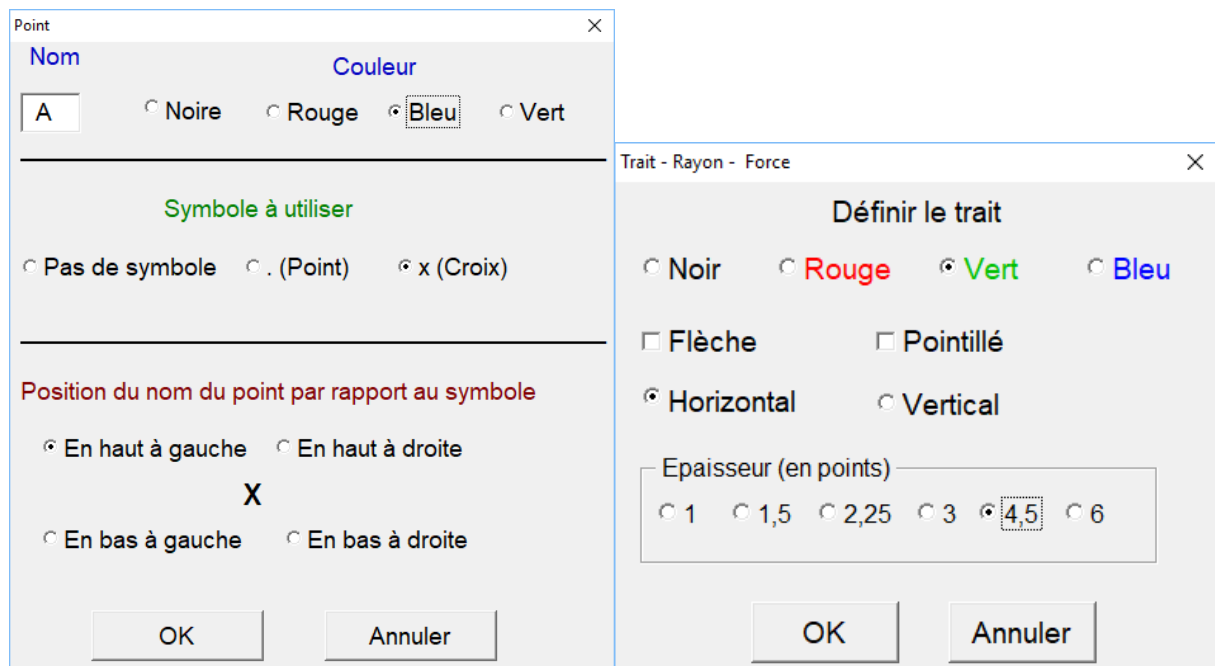 Point
Nom
Couleur
A Noire Rouge Bleu Vert
Symbole à utiliser
Pas de symbole . (Point) x (Croix)
Position du nom du point par rapport au symbole
En haut à gauche En haut à droite
X
En bas à gauche En bas à droite
OK Annuler
Trait - Rayon - Force
Définir le trait
Noir Rouge Vert Bleu
Flèche Pointillé
Horizontal Vertical
Epaisseur (en points)
1 1,5 2,25 3 4,5 6
OK Annuler